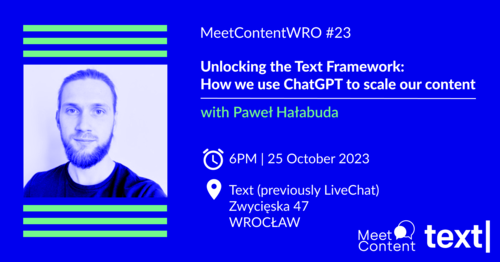 MeetContentWRO #23
Unlocking the Text Framework:
How we use ChatGPT to scale our content
with Paweł Hałabuda
6PM | 25 October 2023
Text (previously LiveChat)
Zwycięska 47
WROCŁAW
Meet
Content
text|